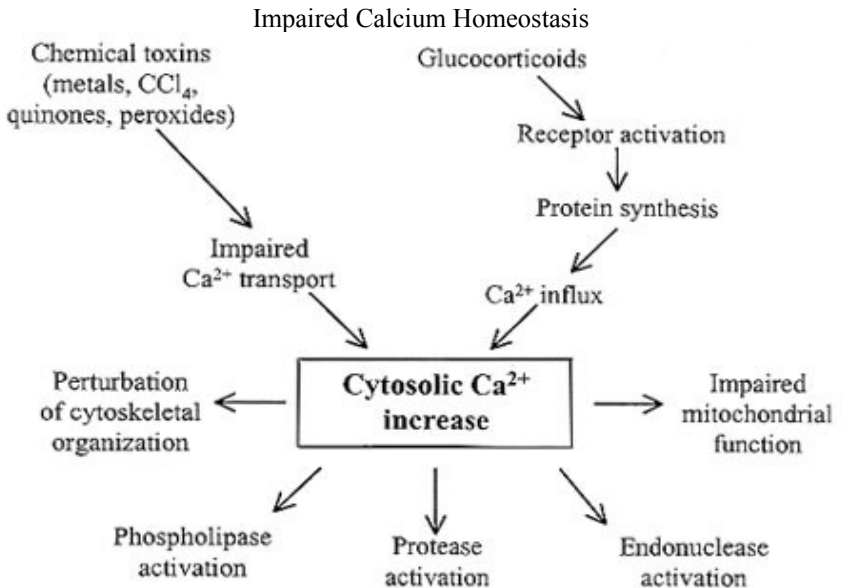 Impaired Calcium Homeostasis
Chemical toxins
(metals, CCl₄,
quinones, peroxides)
Glucocorticoids
Receptor activation
Protein synthesis
Impaired
Ca²⁺ transport
Ca²⁺ influx
Cytosolic Ca²⁺
increase
Perturbation
of cytoskeletal
organization
Impaired
mitochondrial
function
Phospholipase
activation
Protease
activation
Endonuclease
activation